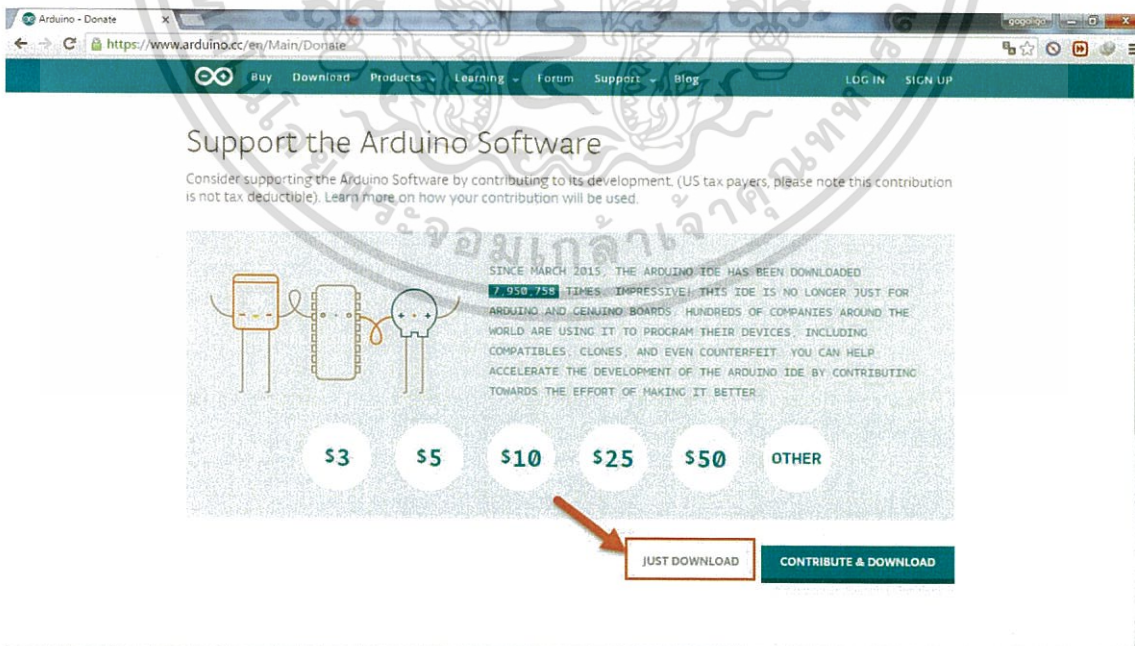 Arduino - Donate
gogoliga
https://www.arduino.cc/en/Main/Donate
Buy Download Products Learning Forum Support Blog LOG IN SIGN UP
Support the Arduino Software
Consider supporting the Arduino Software by contributing to its development. (US tax payers, please note this contribution
is not tax deductible). Learn more on how your contribution will be used.
SINCE MARCH 2015, THE ARDUINO IDE HAS BEEN DOWNLOADED
7,950,758 TIMES. IMPRESSIVE! THIS IDE IS NO LONGER JUST FOR
ARDUINO AND GENUINO BOARDS, HUNDREDS OF COMPANIES AROUND THE
WORLD ARE USING IT TO PROGRAM THEIR DEVICES, INCLUDING
COMPATIBLES, CLONES, AND EVEN COUNTERFEIT. YOU CAN HELP
ACCELERATE THE DEVELOPMENT OF THE ARDUINO IDE BY CONTRIBUTING
TOWARDS THE EFFORT OF MAKING IT BETTER.
$3 $5 $10 $25 $50 OTHER
JUST DOWNLOAD CONTRIBUTE & DOWNLOAD